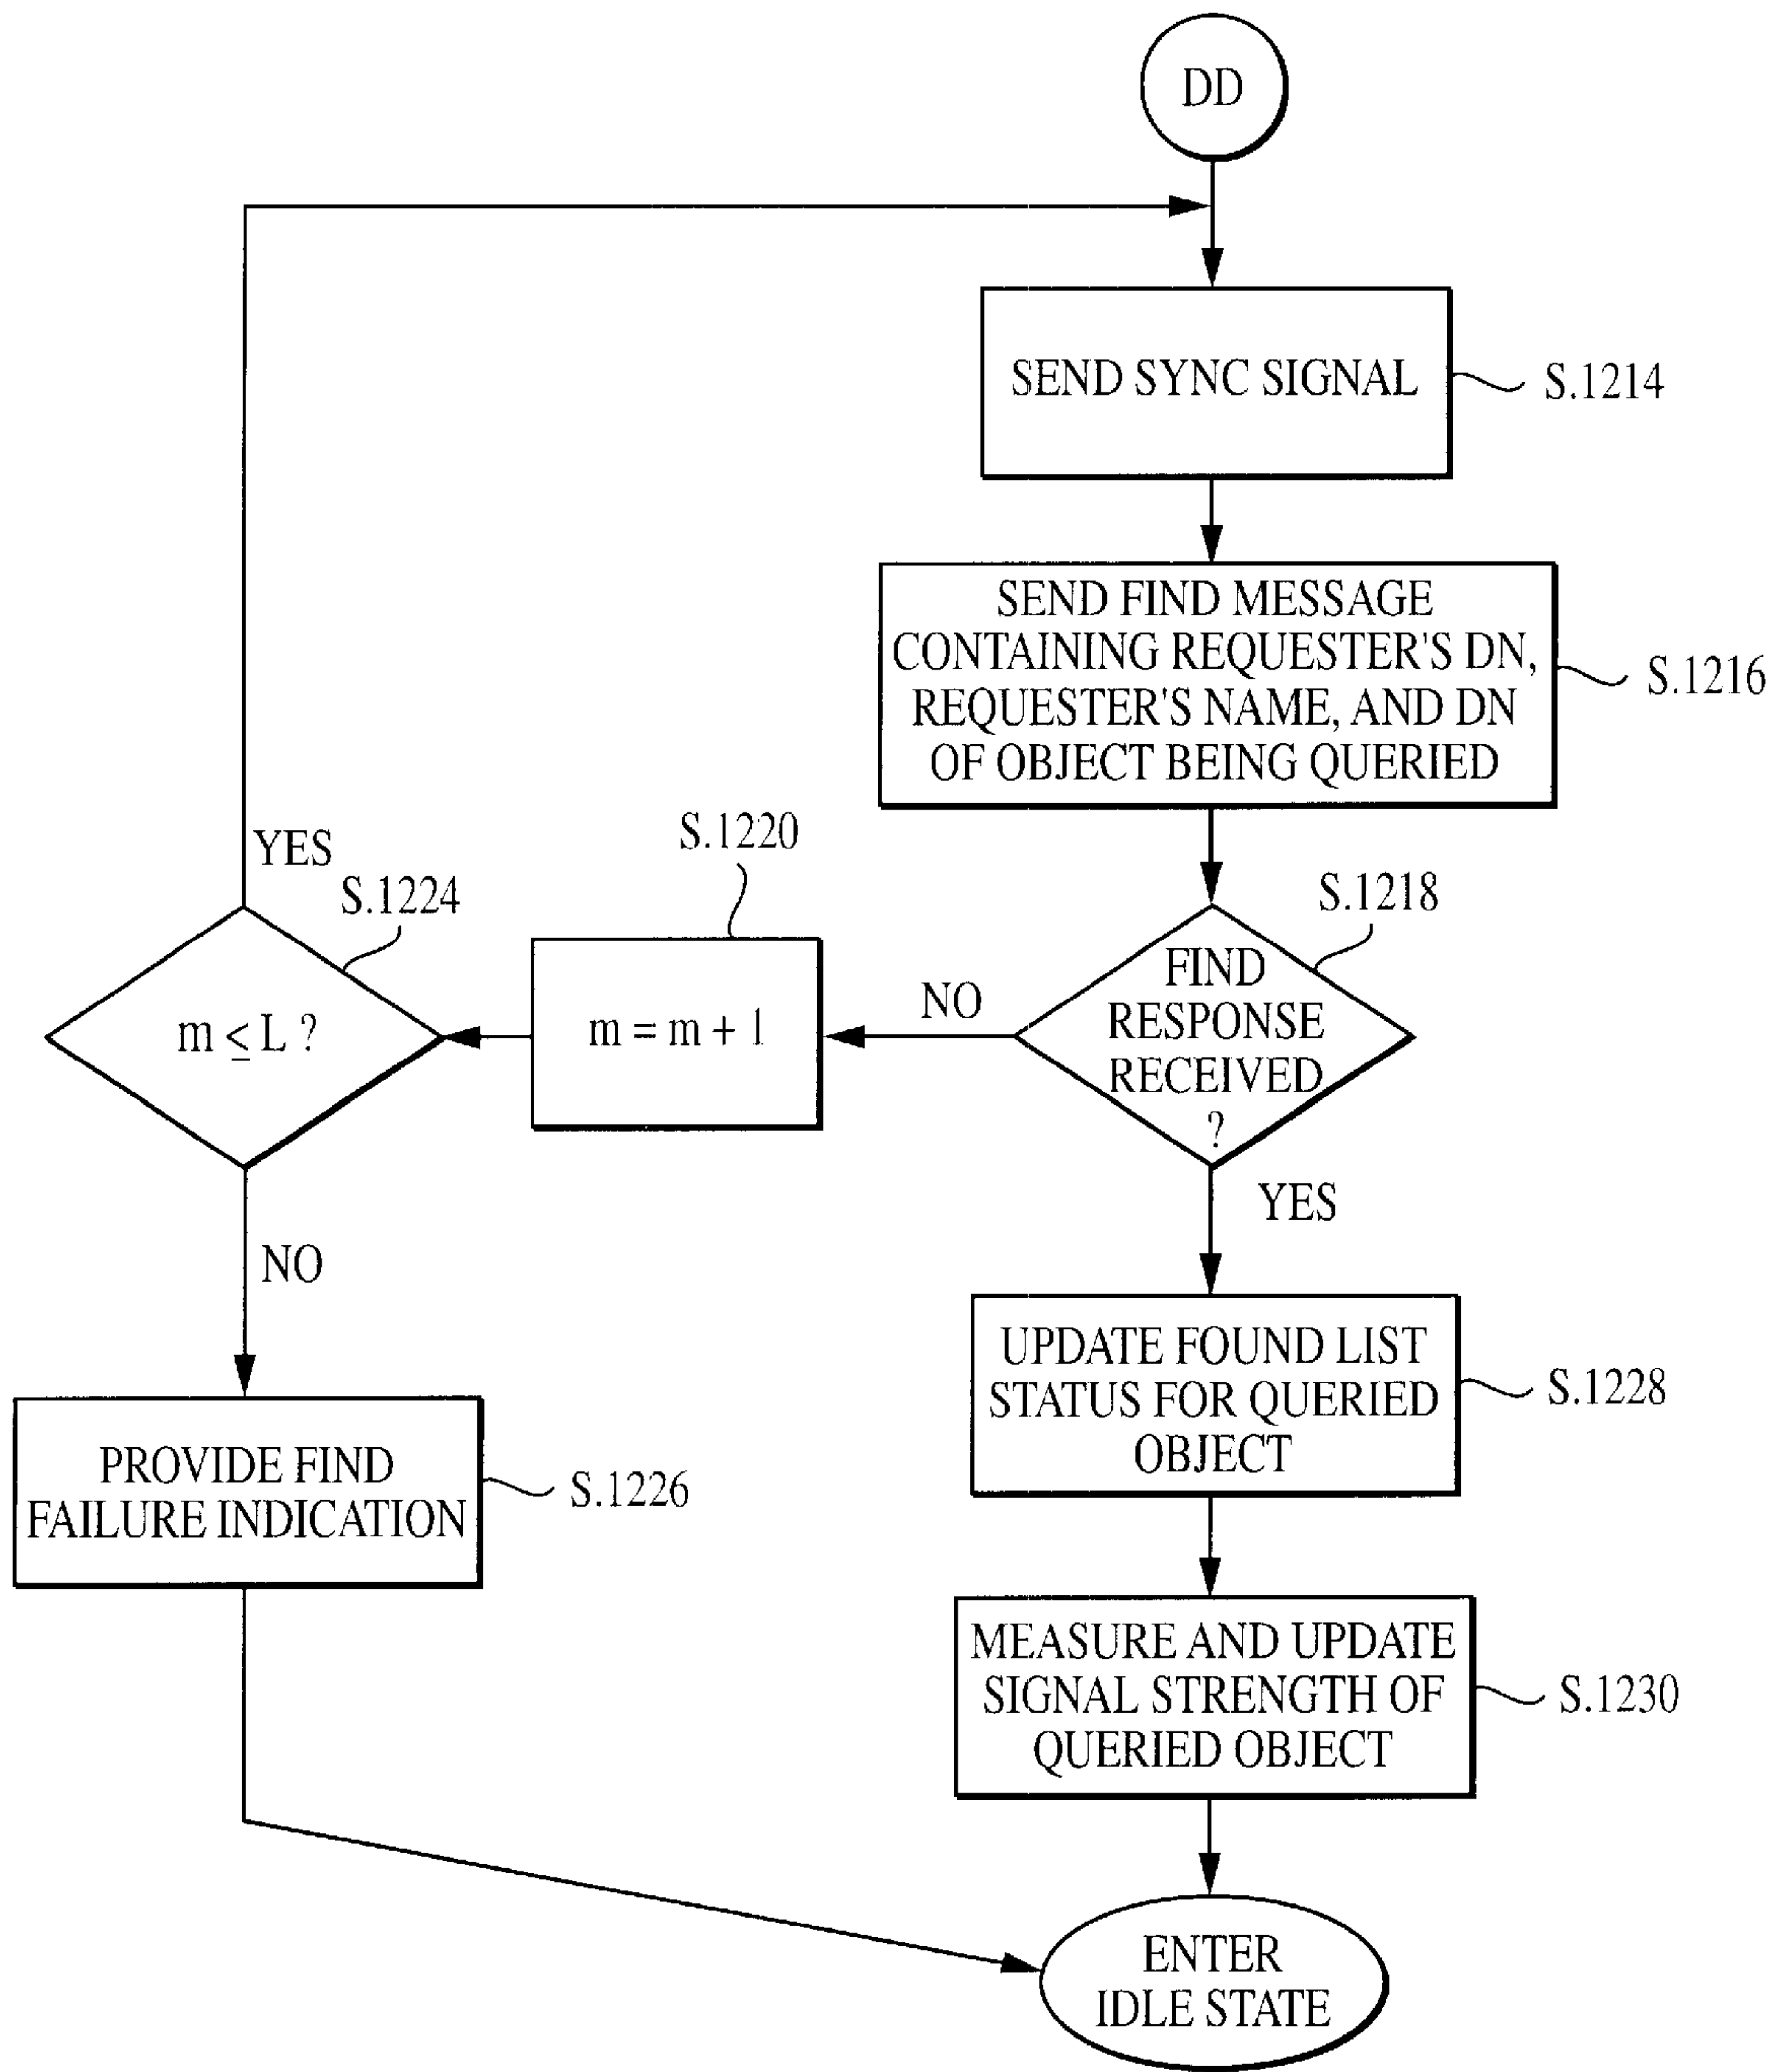 DD
SEND SYNC SIGNAL
S.1214
SEND FIND MESSAGE
CONTAINING REQUESTER'S DN,
REQUESTER'S NAME, AND DN
OF OBJECT BEING QUERIED
S.1216
FIND
RESPONSE
RECEIVED
?
S.1218
NO
m = m + 1
S.1220
m ≤ L ?
S.1224
YES
NO
PROVIDE FIND
FAILURE INDICATION
S.1226
YES
UPDATE FOUND LIST
STATUS FOR QUERIED
OBJECT
S.1228
MEASURE AND UPDATE
SIGNAL STRENGTH OF
QUERIED OBJECT
S.1230
ENTER
IDLE STATE